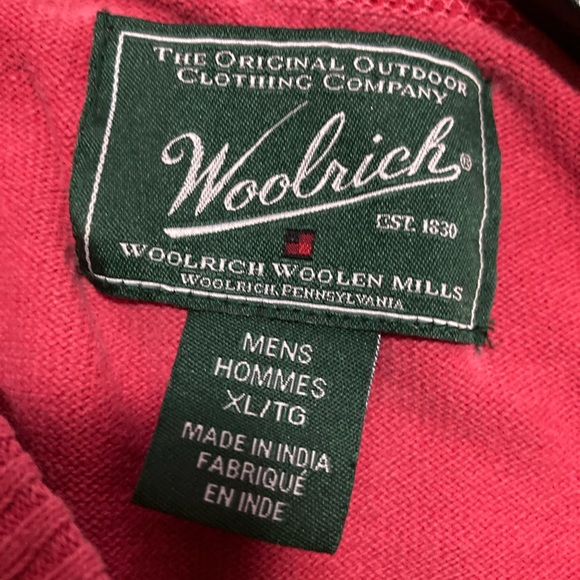 THE ORIGINAL OUTDOOR
CLOTHING COMPANY
Woolrich®
EST. 1830
WOOLRICH WOOLEN MILLS
WOOLRICH, PENNSYLVANIA
MENS
HOMMES
XL/TG
MADE IN INDIA
FABRIQUÉ
EN INDE